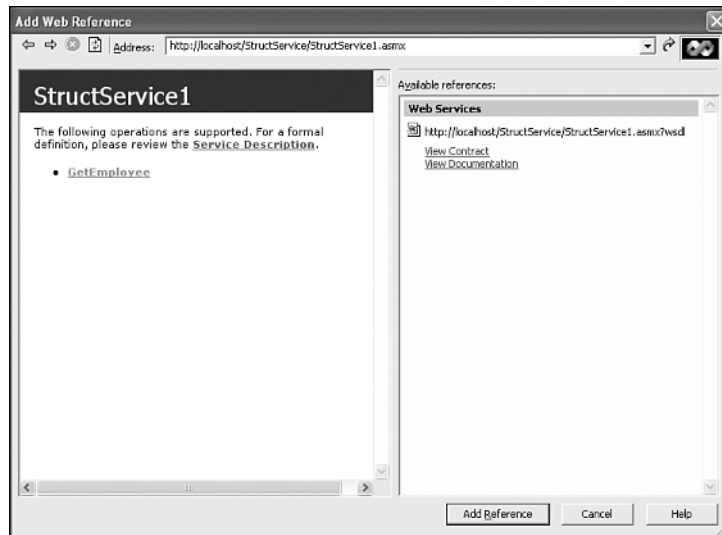 Add Web Reference
Address: http://localhost/StructService/StructService1.asmx
StructService1
The following operations are supported. For a formal
definition, please review the Service Description.
• GetEmployee
Available references:
Web Services
http://localhost/StructService/StructService1.asmx?wsdl
View Contract
View Documentation
Add Reference
Cancel
Help